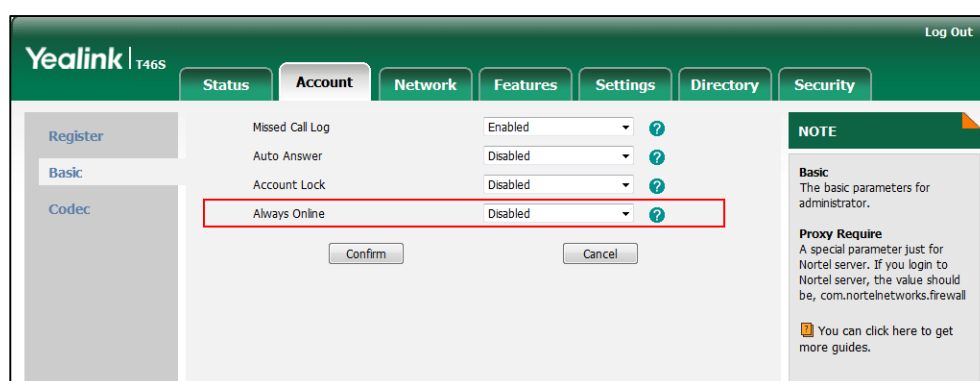 Log Out
Yealink T46S
Status Account Network Features Settings Directory Security
Register
Basic
Codec
Missed Call Log Enabled ?
Auto Answer Disabled ?
Account Lock Disabled ?
Always Online Disabled ?
Confirm Cancel
NOTE
Basic
The basic parameters for
administrator.
Proxy Require
A special parameter just for
Nortel server. If you login to
Nortel server, the value should
be, com.nortelnetworks.firewall
? You can click here to get
more guides.